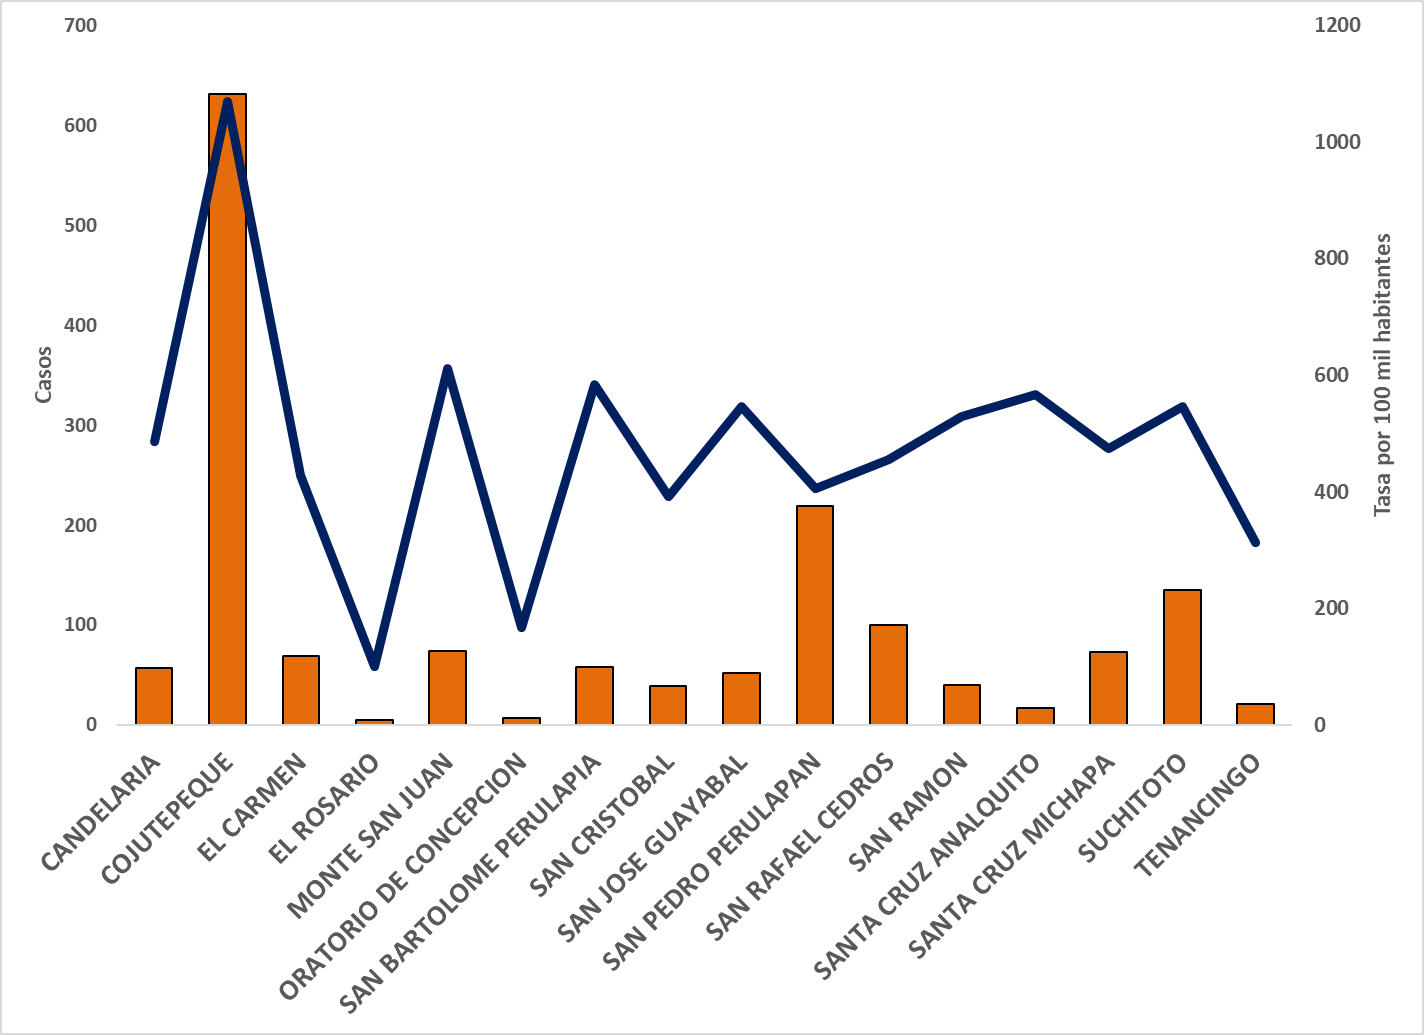 700
600
500
400
300
200
100
0
Casos
1200
1000
800
600
400
200
0
Tasa por 100 mil habitantes
CANDELARIA
COJUTEPEQUE
EL CARMEN
EL ROSARIO
MONTE SAN JUAN
ORATORIO DE CONCEPCION
SAN BARTOLOME PERULAPIA
SAN CRISTOBAL
SAN JOSE GUAYABAL
SAN PEDRO PERULAPAN
SAN RAFAEL CEDROS
SAN RAMON
SANTA CRUZ ANALQUITO
SANTA CRUZ MICHAPA
SUCHITOTO
TENANCINGO